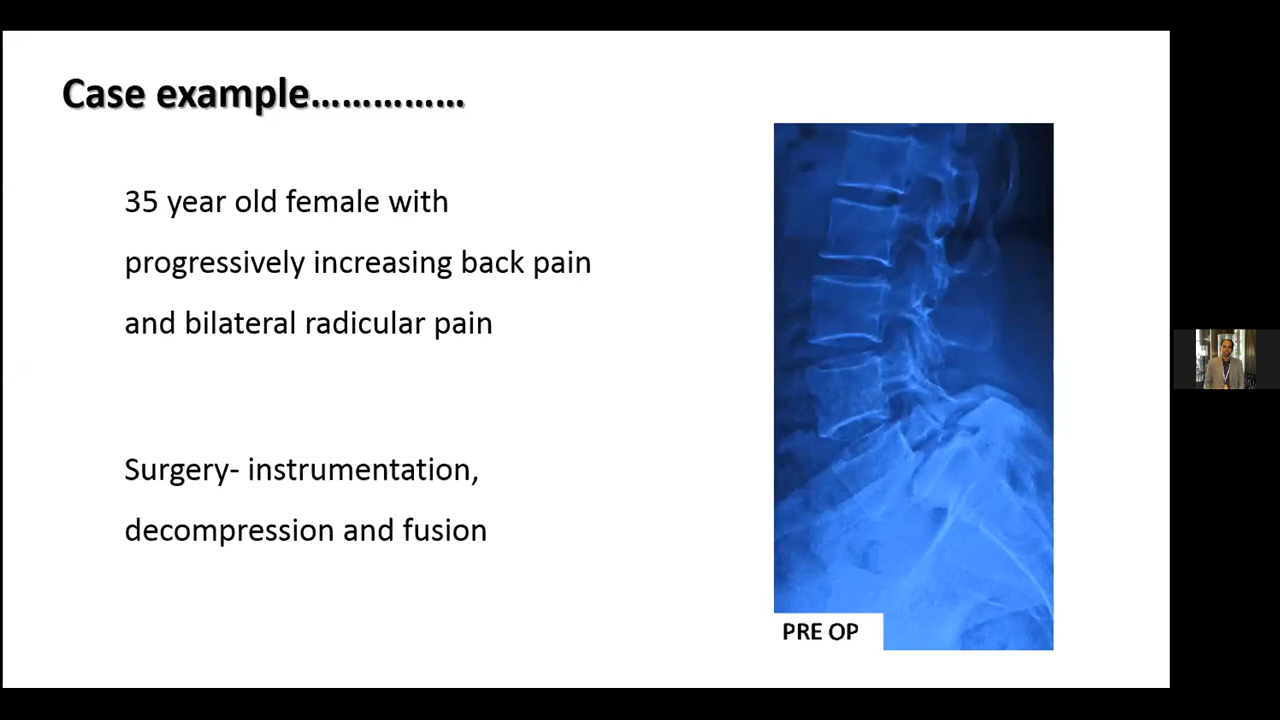 Case example……………
35 year old female with
progressively increasing back pain
and bilateral radicular pain
Surgery- instrumentation,
decompression and fusion
PRE OP